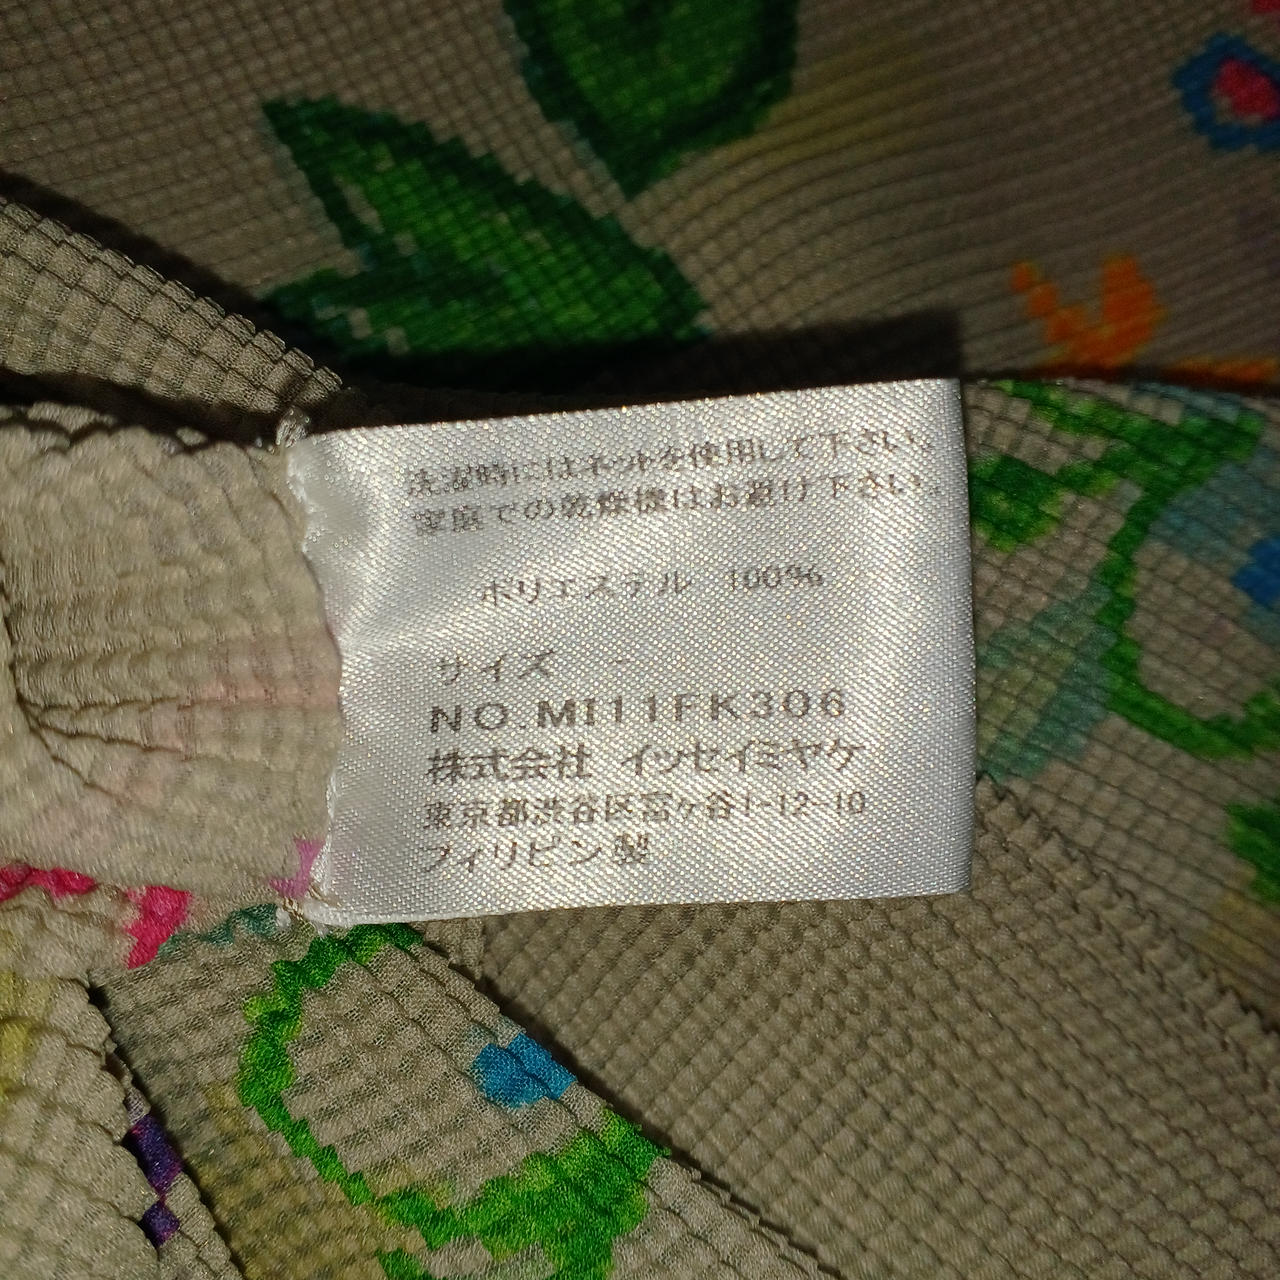 洗濯時にはネットを使用して下さい。
家庭での乾燥機はお避け下さい。
ポリエステル 100%
サイズ -
NO.MI11FK306
株式会社 イッセイミヤケ
東京都渋谷区富ヶ谷1-12-10
フィリピン製